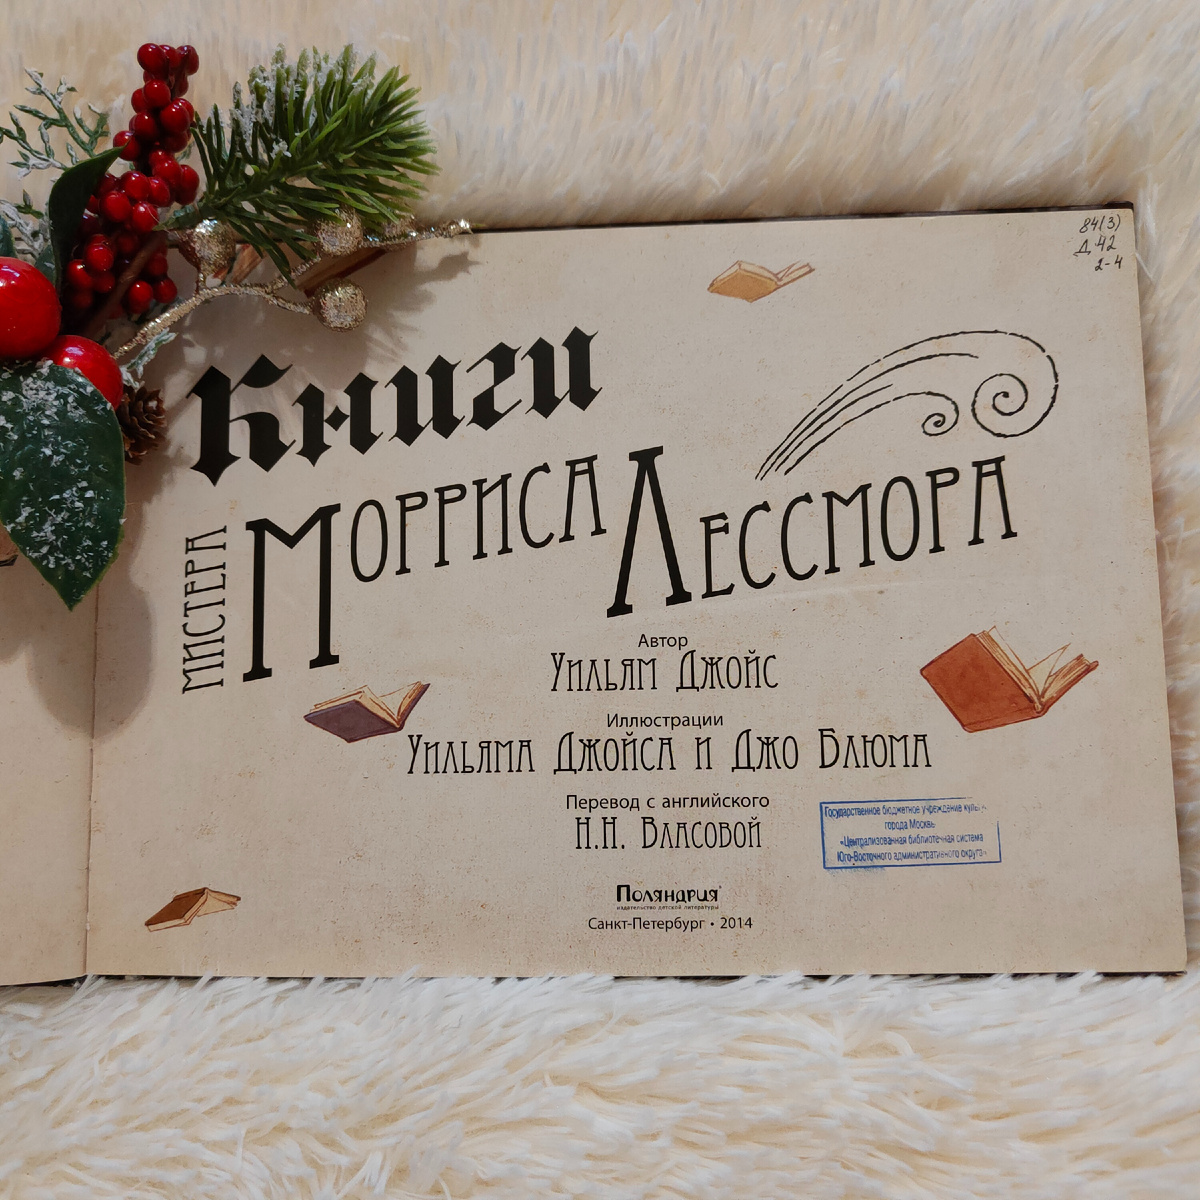 84(3)
Д 42
2-4
Книги
мистера
Морриса Лессмора
Автор
Уильям Джойс
Иллюстрации
Уильяма Джойса и Джо Блюма
Перевод с английского
Н.Н. Власовой
Поляндрия
издательство детской литературы
Санкт-Петербург • 2014
Государственное бюджетное учреждение культу
города Москвы
«Централизованная библиотечная система
Юго-Восточного административного округа»